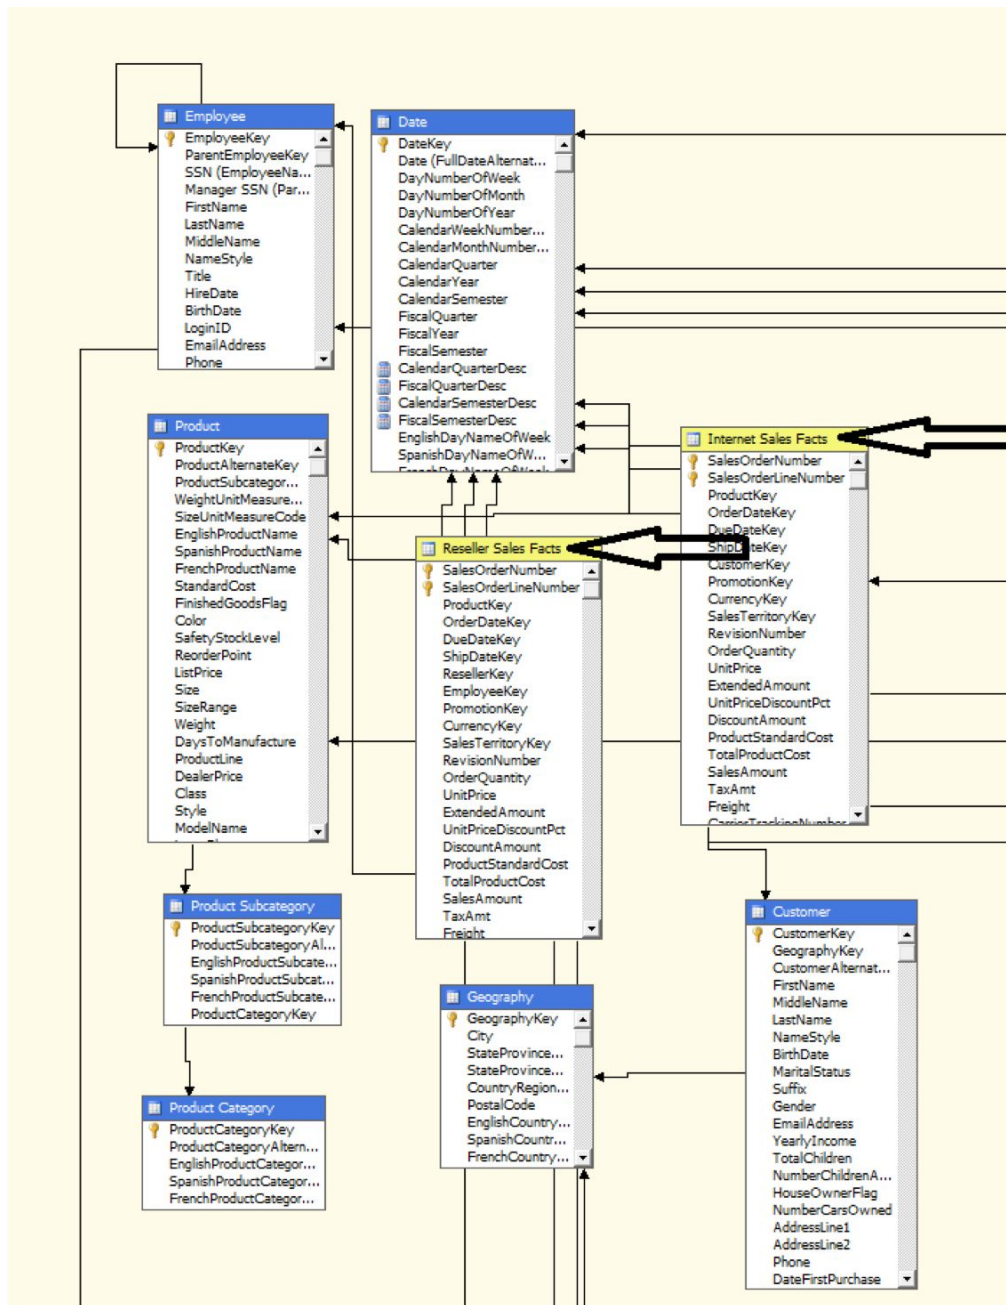 Employee
EmployeeKey
ParentEmployeeKey
SSN (EmployeeNa...
Manager SSN (Par...
FirstName
LastName
MiddleName
NameStyle
Title
HireDate
BirthDate
LoginID
EmailAddress
Phone
Date
DateKey
Date (FullDateAlternat...
DayNumberOfWeek
DayNumberOfMonth
DayNumberOfYear
CalendarWeekNumber...
CalendarMonthNumber...
CalendarQuarter
CalendarYear
CalendarSemester
FiscalQuarter
FiscalYear
FiscalSemester
CalendarQuarterDesc
FiscalQuarterDesc
CalendarSemesterDesc
FiscalSemesterDesc
EnglishDayNameOfWeek
SpanishDayNameOfW...
FrenchDayNameOfWeek
Product
ProductKey
ProductAlternateKey
ProductSubcategor...
WeightUnitMeasure...
SizeUnitMeasureCode
EnglishProductName
SpanishProductName
FrenchProductName
StandardCost
FinishedGoodsFlag
Color
SafetyStockLevel
ReorderPoint
ListPrice
Size
SizeRange
Weight
DaysToManufacture
ProductLine
DealerPrice
Class
Style
ModelName
Internet Sales Facts
SalesOrderNumber
SalesOrderLineNumber
ProductKey
OrderDateKey
DueDateKey
ShipDateKey
CustomerKey
PromotionKey
CurrencyKey
SalesTerritoryKey
RevisionNumber
OrderQuantity
UnitPrice
ExtendedAmount
UnitPriceDiscountPct
DiscountAmount
ProductStandardCost
TotalProductCost
SalesAmount
TaxAmt
Freight
CarrierTrackingNumber
Reseller Sales Facts
SalesOrderNumber
SalesOrderLineNumber
ProductKey
OrderDateKey
DueDateKey
ShipDateKey
ResellerKey
EmployeeKey
PromotionKey
CurrencyKey
SalesTerritoryKey
RevisionNumber
OrderQuantity
UnitPrice
ExtendedAmount
UnitPriceDiscountPct
DiscountAmount
ProductStandardCost
TotalProductCost
SalesAmount
TaxAmt
Freight
Product Subcategory
ProductSubcategoryKey
ProductSubcategoryAl...
EnglishProductSubcate...
SpanishProductSubcat...
FrenchProductSubcate...
ProductCategoryKey
Customer
CustomerKey
GeographyKey
CustomerAlternat...
FirstName
MiddleName
LastName
NameStyle
BirthDate
MaritalStatus
Suffix
Gender
EmailAddress
YearlyIncome
TotalChildren
NumberChildrenA...
HouseOwnerFlag
NumberCarsOwned
AddressLine1
AddressLine2
Phone
DateFirstPurchase
Geography
GeographyKey
City
StateProvince...
StateProvince...
CountryRegion...
PostalCode
EnglishCountry...
SpanishCountr...
FrenchCountry...
Product Category
ProductCategoryKey
ProductCategoryAltern...
EnglishProductCategor...
SpanishProductCategor...
FrenchProductCategor...